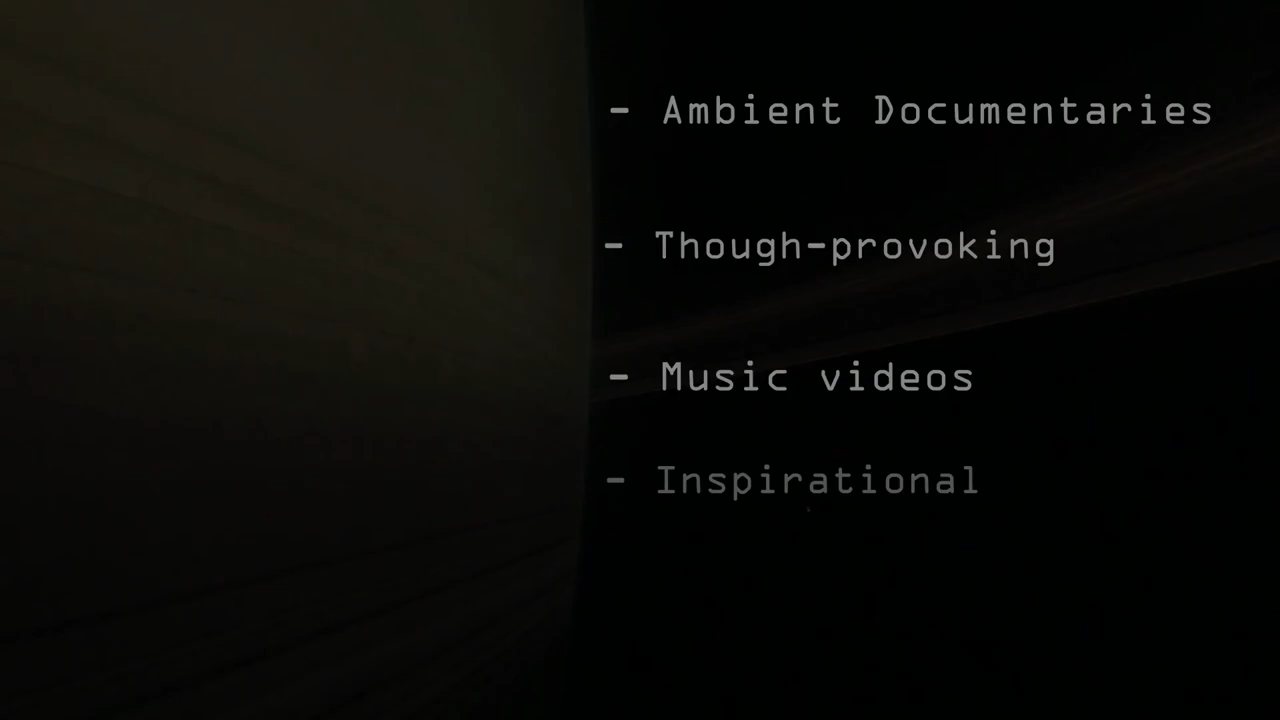 - Ambient Documentaries
- Though-provoking
- Music videos
- Inspirational